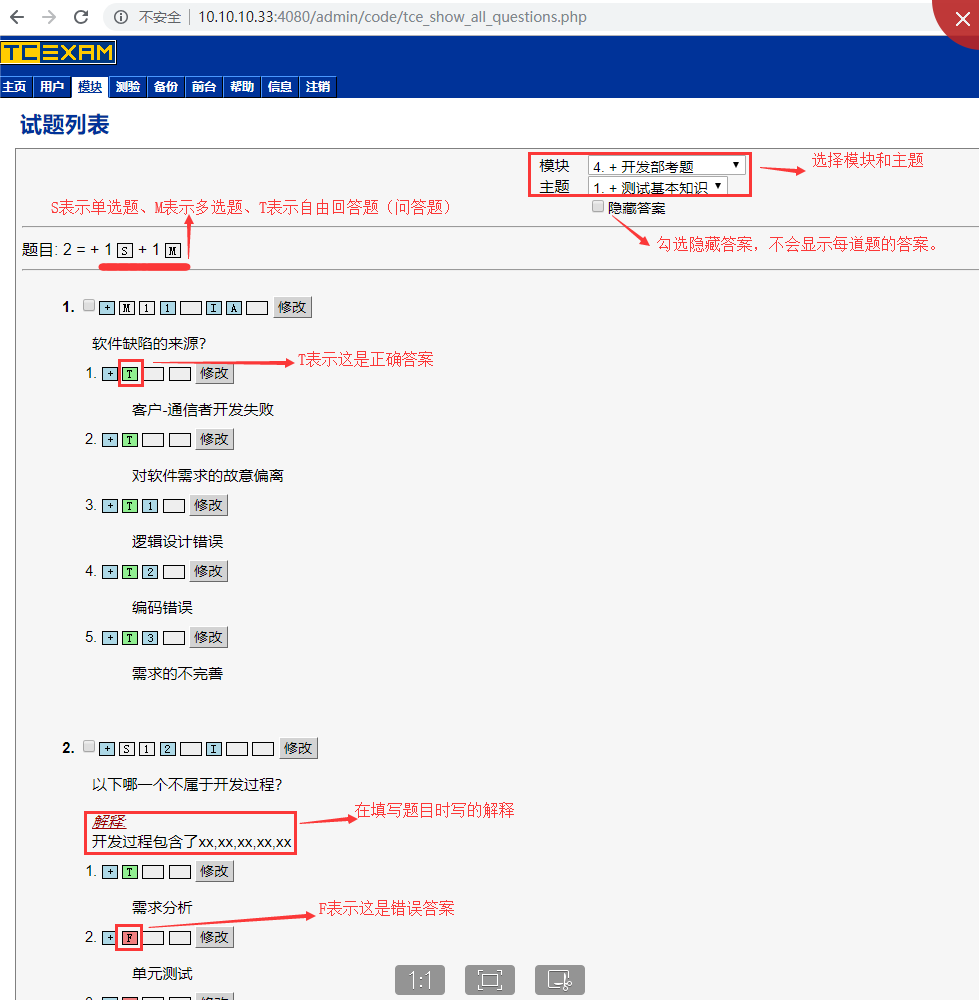 不安全 10.10.10.33:4080/admin/code/tce_show_all_questions.php
TCEXAM
主页 用户 模块 测验 备份 前台 帮助 信息 注销
试题列表
模块 4. + 开发部考题
选择模块和主题
主题 1. + 测试基本知识
隐藏答案
S表示单选题、M表示多选题、T表示自由回答题（问答题）
勾选隐藏答案，不会显示每道题的答案。
题目: 2 = + 1 S + 1 M
1. + M 1 1 I A 修改
软件缺陷的来源?
T表示这是正确答案
1. + T 修改
客户-通信者开发失败
2. + T 修改
对软件需求的故意偏离
3. + T 1 修改
逻辑设计错误
4. + T 2 修改
编码错误
5. + T 3 修改
需求的不完善
2. + S 1 2 I 修改
以下哪一个不属于开发过程?
在填写题目时写的解释
解释:
开发过程包含了xx,xx,xx,xx,xx
1. + T 修改
需求分析
F表示这是错误答案
2. + F 修改
单元测试
1:1